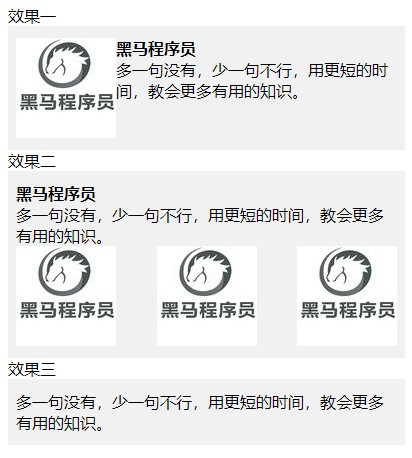 效果一
黑马程序员
多一句没有，少一句不行，用更短的时
间，教会更多有用的知识。
黑马程序员
效果二
黑马程序员
多一句没有，少一句不行，用更短的时间，教会更多
有用的知识。
黑马程序员 黑马程序员 黑马程序员
效果三
多一句没有，少一句不行，用更短的时间，教会更多
有用的知识。